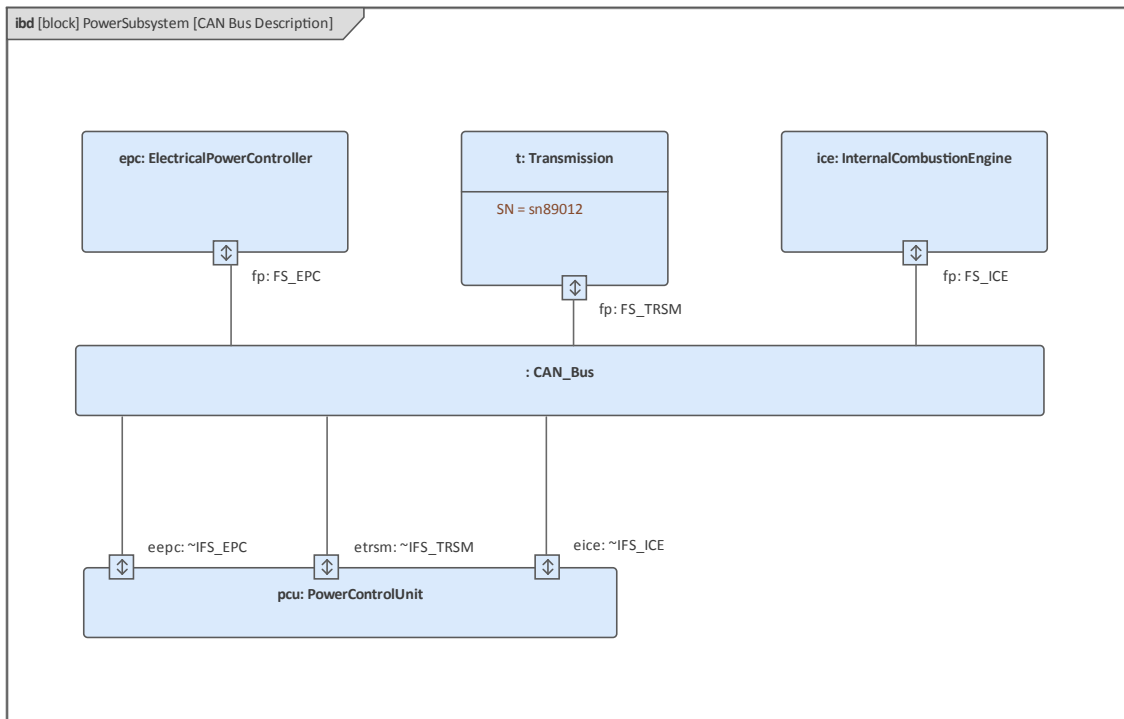 ibd [block] PowerSubsystem [CAN Bus Description]
epc: ElectricalPowerController
t: Transmission
ice: InternalCombustionEngine
SN = sn89012
fp: FS_EPC
fp: FS_TRSM
fp: FS_ICE
: CAN_Bus
eepc: ~IFS_EPC
etrsm: ~IFS_TRSM
eice: ~IFS_ICE
pcu: PowerControlUnit